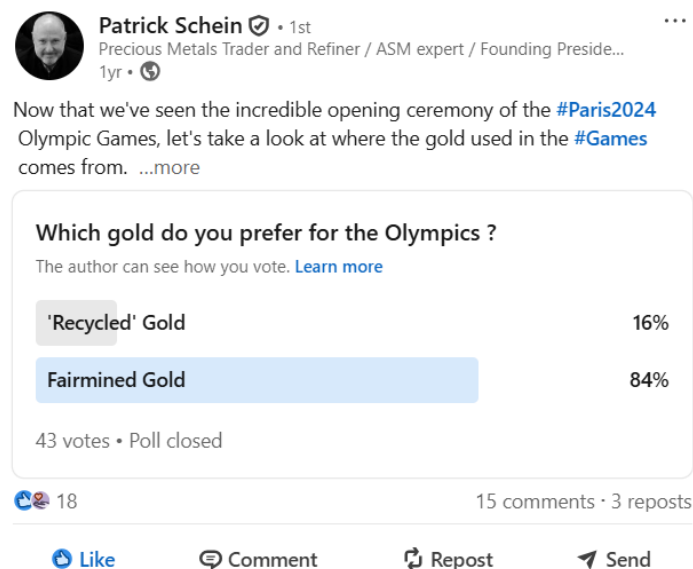 Patrick Schein • 1st
Precious Metals Trader and Refiner / ASM expert / Founding Preside...
1yr •
Now that we've seen the incredible opening ceremony of the #Paris2024
Olympic Games, let's take a look at where the gold used in the #Games
comes from. ...more
Which gold do you prefer for the Olympics ?
The author can see how you vote. Learn more
'Recycled' Gold 16%
Fairmined Gold 84%
43 votes • Poll closed
18 15 comments · 3 reposts
Like Comment Repost Send